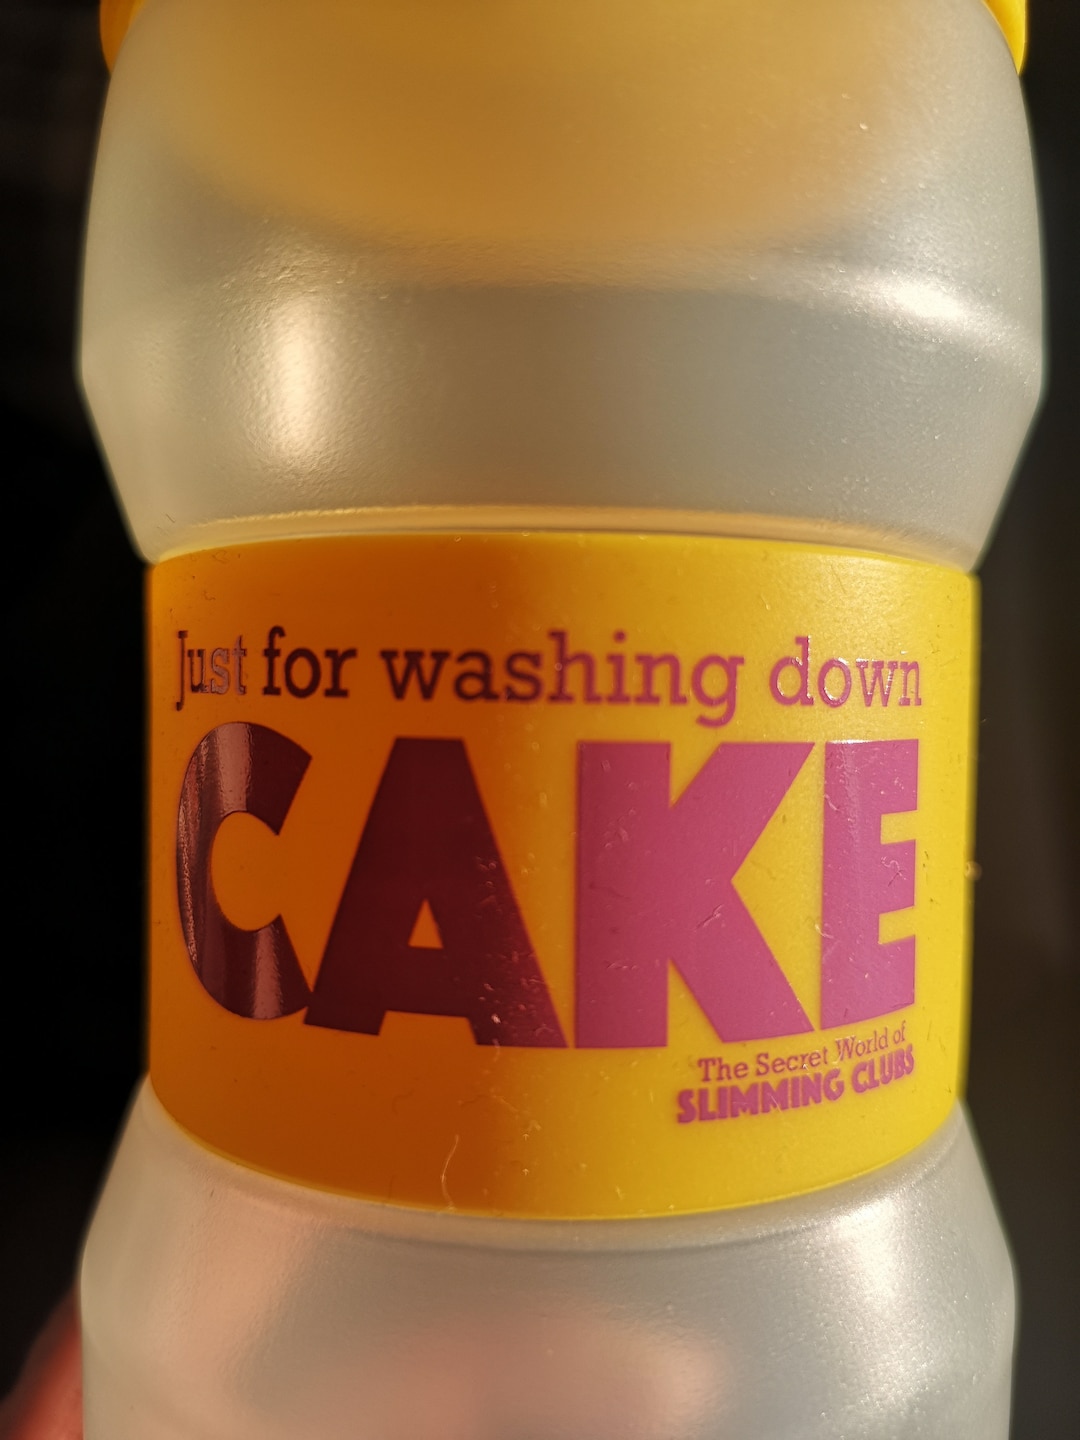 Just for washing down
CAKE
The Secret World of
SLIMMING CLUBS